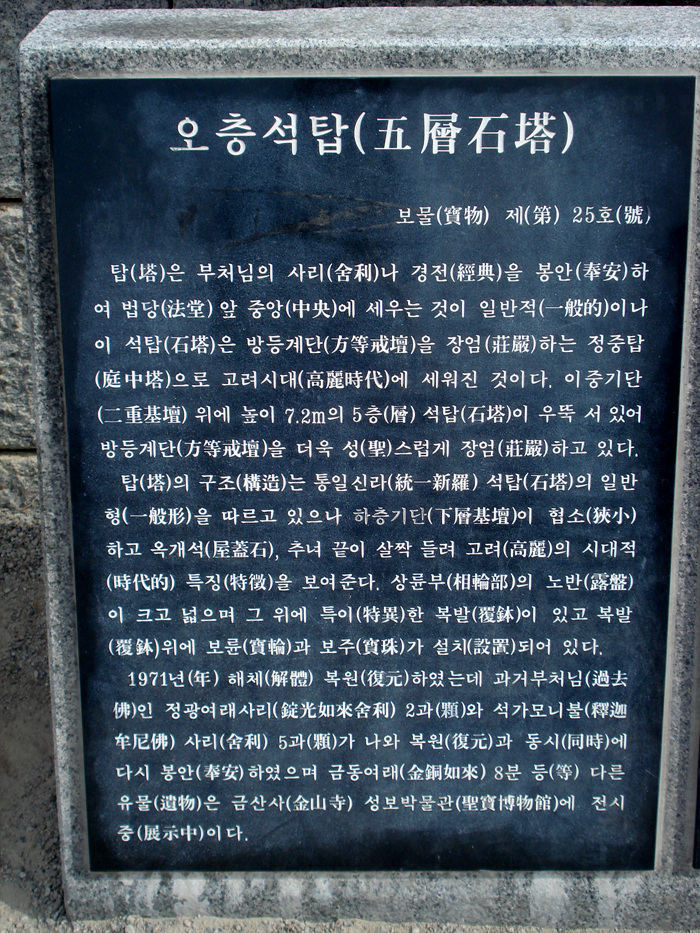 오층석탑(五層石塔)
보물(寶物) 제(第) 25호(號)
탑(塔)은 부처님의 사리(舍利)나 경전(經典)을 봉안(奉安)하
여 법당(法堂) 앞 중앙(中央)에 세우는 것이 일반적(一般的)이나
이 석탑(石塔)은 방등계단(方等戒壇)을 장엄(莊嚴)하는 정중탑
(庭中塔)으로 고려시대(高麗時代)에 세워진 것이다. 이중기단
(二重基壇) 위에 높이 7.2m의 5층(層) 석탑(石塔)이 우뚝 서 있어
방등계단(方等戒壇)을 더욱 성(聖)스럽게 장엄(莊嚴)하고 있다.
탑(塔)의 구조(構造)는 통일신라(統一新羅) 석탑(石塔)의 일반
형(一般形)을 따르고 있으나 하층기단(下層基壇)이 협소(狹小)
하고 옥개석(屋蓋石), 추녀 끝이 살짝 들려 고려(高麗)의 시대적
(時代的) 특징(特徵)을 보여준다. 상륜부(相輪部)의 노반(露盤)
이 크고 넓으며 그 위에 특이(特異)한 복발(覆鉢)이 있고 복발
(覆鉢)위에 보륜(寶輪)과 보주(寶珠)가 설치(設置)되어 있다.
1971년(年) 해체(解體) 복원(復元)하였는데 과거부처님(過去
佛)인 정광여래사리(錠光如來舍利) 2과(顆)와 석가모니불(釋迦
牟尼佛) 사리(舍利) 5과(顆)가 나와 복원(復元)과 동시(同時)에
다시 봉안(奉安)하였으며 금동여래(金銅如來) 8분 등(等) 다른
유물(遺物)은 금산사(金山寺) 성보박물관(聖寶博物館)에 전시
중(展示中)이다.